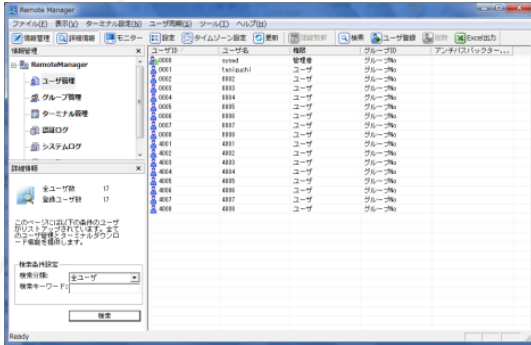 Remote Manager
ファイル(F) 表示(V) ターミナル設定(N) ユーザ同期(S) ツール(T) ヘルプ(H)
情報管理 詳細情報 モニター 設定 タイムゾーン設定 更新 検索 ユーザ登録 削除 Excel出力
情報管理 ×
RemoteManager
ユーザ管理
グループ管理
ターミナル管理
認証ログ
システムログ
詳細情報 ×
全ユーザ数 17
登録ユーザ数 17
このページには以下の条件のユーザ
がリストアップされています。全て
のユーザ管理とターミナルダウンロ
ード機能を提供します。
検索条件設定
検索分類: 全ユーザ
検索キーワード:
検索
ユーザID ユーザ名 権限 グループID アンチパスバックター...
0000 sysad 管理者 グループNo
0001 taniguchi ユーザ グループNo
0002 0002 ユーザ グループNo
0003 0003 ユーザ グループNo
0004 0004 ユーザ グループNo
0005 0005 ユーザ グループNo
0006 0006 ユーザ グループNo
0007 0007 ユーザ グループNo
0008 0008 ユーザ グループNo
4001 4001 ユーザ グループNo
4002 4002 ユーザ グループNo
4003 4003 ユーザ グループNo
4004 4004 ユーザ グループNo
4005 4005 ユーザ グループNo
4006 4006 ユーザ グループNo
4007 4007 ユーザ グループNo
4008 4008 ユーザ グループNo
Ready